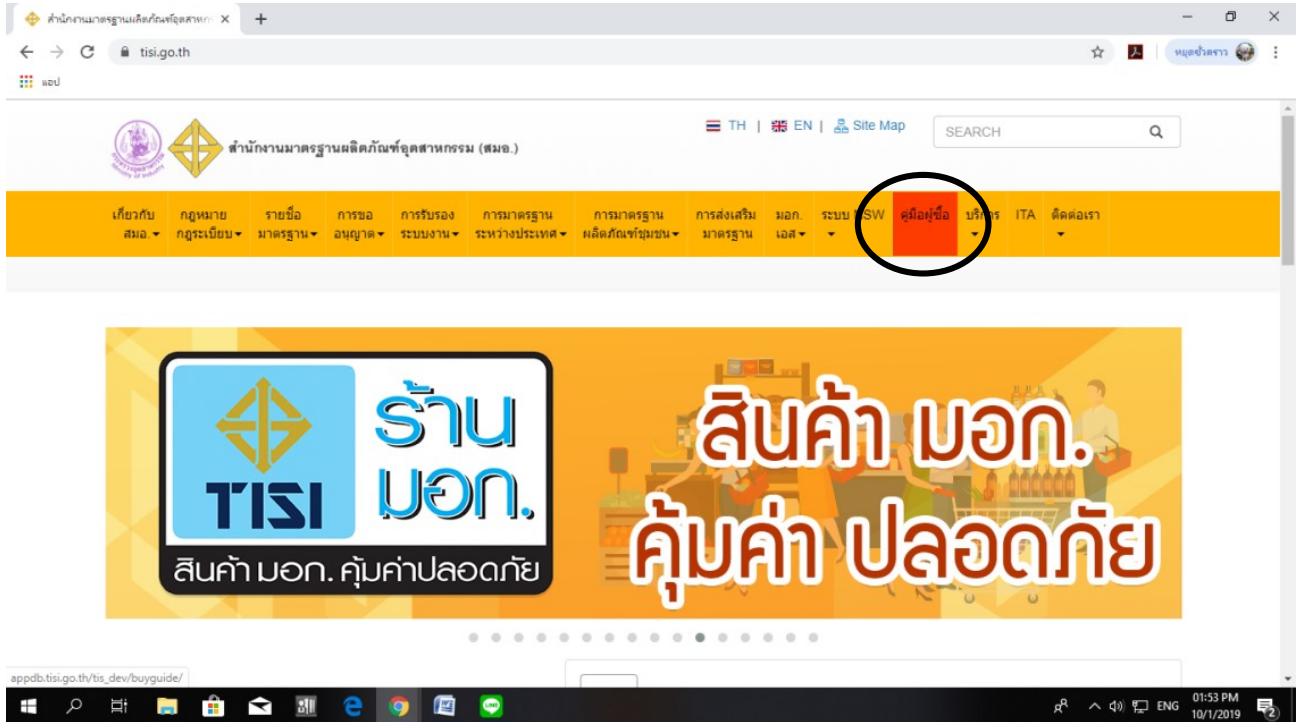 สำนักงานมาตรฐานผลิตภัณฑ์อุตสาหกร
tisi.go.th
หยุดชั่วคราว
แอป
สำนักงานมาตรฐานผลิตภัณฑ์อุตสาหกรรม (สมอ.)
TH | EN | Site Map
SEARCH
เกี่ยวกับ สมอ.
กฎหมาย กฎระเบียบ
รายชื่อ มาตรฐาน
การขอ อนุญาต
การรับรอง ระบบงาน
การมาตรฐาน ระหว่างประเทศ
การมาตรฐาน ผลิตภัณฑ์ชุมชน
การส่งเสริม มาตรฐาน
มอก. เอส
ระบบ NSW
คู่มือผู้ซื้อ
บริการ
ITA
ติดต่อเรา
TISI
ร้าน
มอก.
สินค้า มอก. คุ้มค่าปลอดภัย
สินค้า มอก.
คุ้มค่า ปลอดภัย
appdb.tisi.go.th/tis_dev/buyguide/
ENG
01:53 PM
10/1/2019